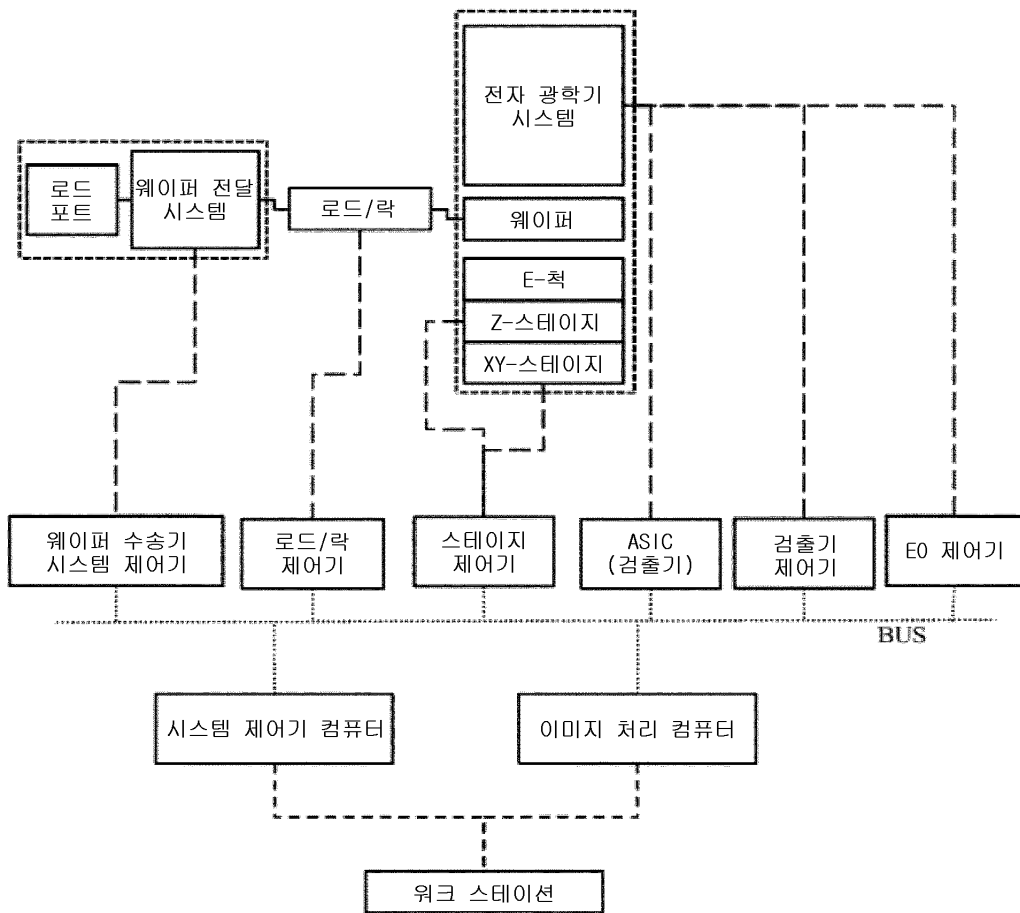 전자 광학기
시스템
로드
포트
웨이퍼 전달
시스템
로드/락
웨이퍼
E-척
Z-스테이지
XY-스테이지
웨이퍼 수송기
시스템 제어기
로드/락
제어기
스테이지
제어기
ASIC
(검출기)
검출기
제어기
EO 제어기
BUS
시스템 제어기 컴퓨터
이미지 처리 컴퓨터
워크 스테이션